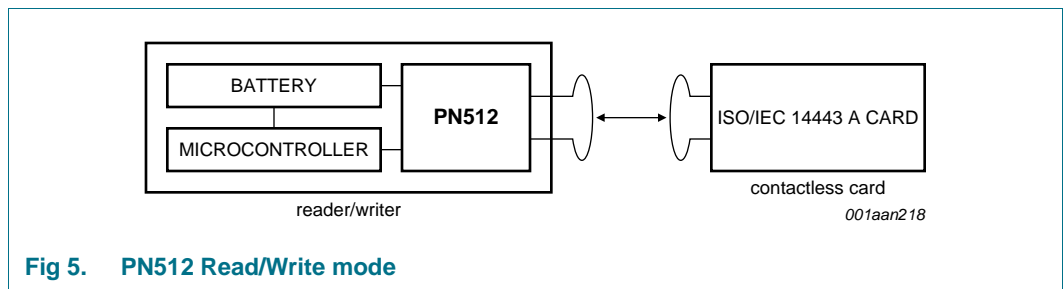 BATTERY
MICROCONTROLLER
PN512
ISO/IEC 14443 A CARD
reader/writer
contactless card
001aan218
Fig 5. PN512 Read/Write mode